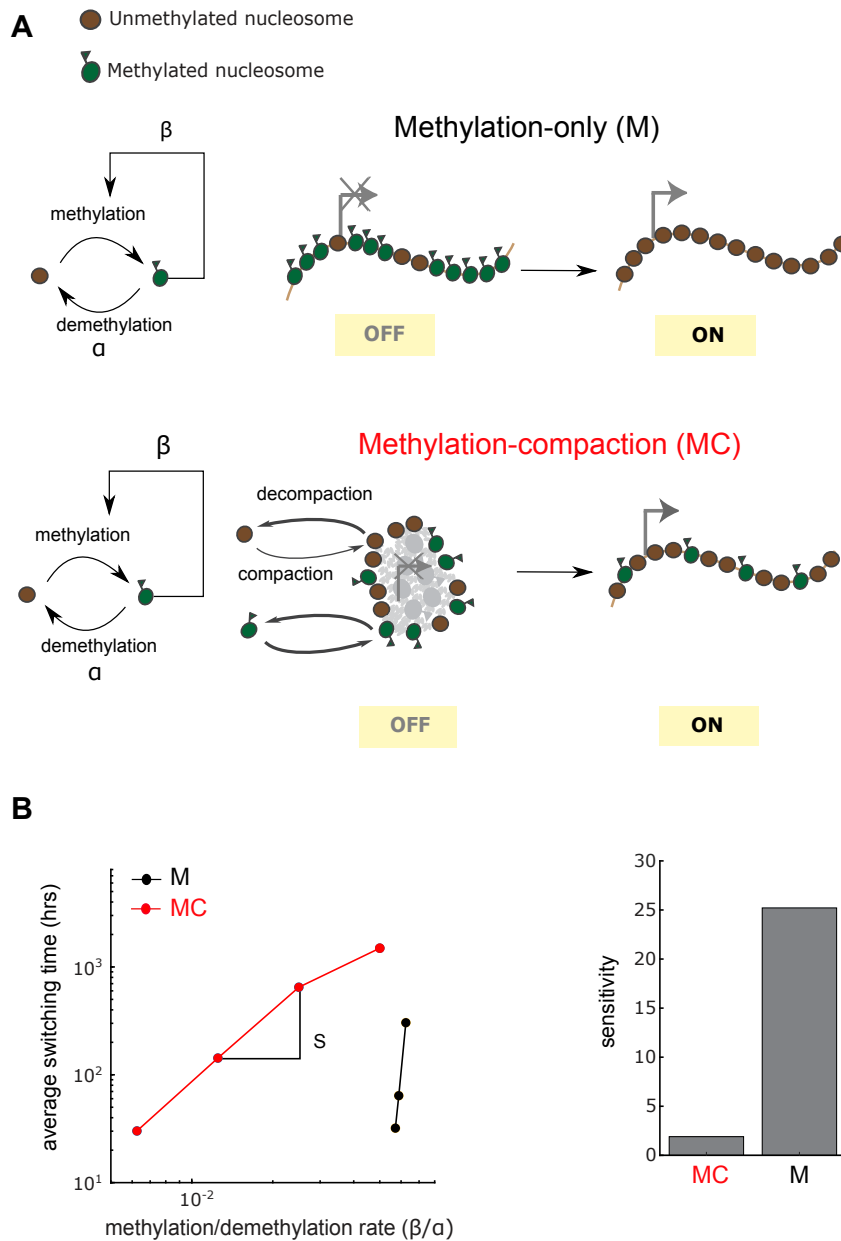 A
Unmethylated nucleosome
Methylated nucleosome
Methylation-only (M)
β
methylation
demethylation
α
OFF
ON
Methylation-compaction (MC)
β
methylation
demethylation
α
decompaction
compaction
OFF
ON
B
average switching time (hrs)
10³
10²
10¹
M
MC
S
10⁻²
methylation/demethylation rate (β/α)
sensitivity
30
25
20
15
10
5
0
MC
M